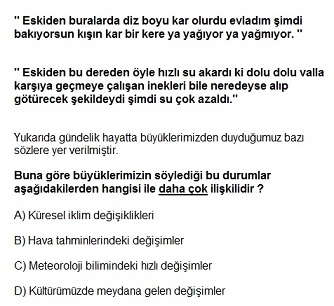 " Eskiden buralarda diz boyu kar olurdu evladım şimdi
bakıyorsun kışın kar bir kere ya yağıyor ya yağmıyor. "
" Eskiden bu dereden öyle hızlı su akardı ki dolu dolu valla
karşıya geçmeye çalışan inekleri bile neredeyse alıp
götürecek şekildeydi şimdi su çok azaldı."
Yukarıda gündelik hayatta büyüklerimizden duyduğumuz bazı
sözlere yer verilmiştir.
Buna göre büyüklerimizin söylediği bu durumlar
aşağıdakilerden hangisi ile daha çok ilişkilidir ?
A) Küresel iklim değişiklikleri
B) Hava tahminlerindeki değişimler
C) Meteoroloji bilimindeki hızlı değişimler
D) Kültürümüzde meydana gelen değişimler